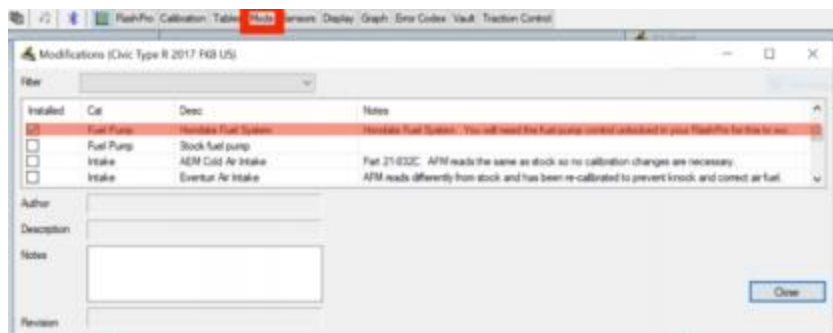 FlashPro Calibration Tables Mods Sensors Display Graph Error Codes Vault Traction Control
Modifications (Civic Type R 2017 FK8 US)
Filter
Installed Cat Desc Notes
Fuel Pump Hondata Fuel System Hondata Fuel System. You will need the fuel pump control unlocked in your FlashPro for this to wo
Fuel Pump Stock fuel pump
Intake AEM Cold Air Intake Part 21-832C. AFM reads the same as stock so no calibration changes are necessary.
Intake Eventuri Air Intake AFM reads differently from stock and has been re-calibrated to prevent knock and correct air fuel.
Author
Description
Notes
Close
Revision